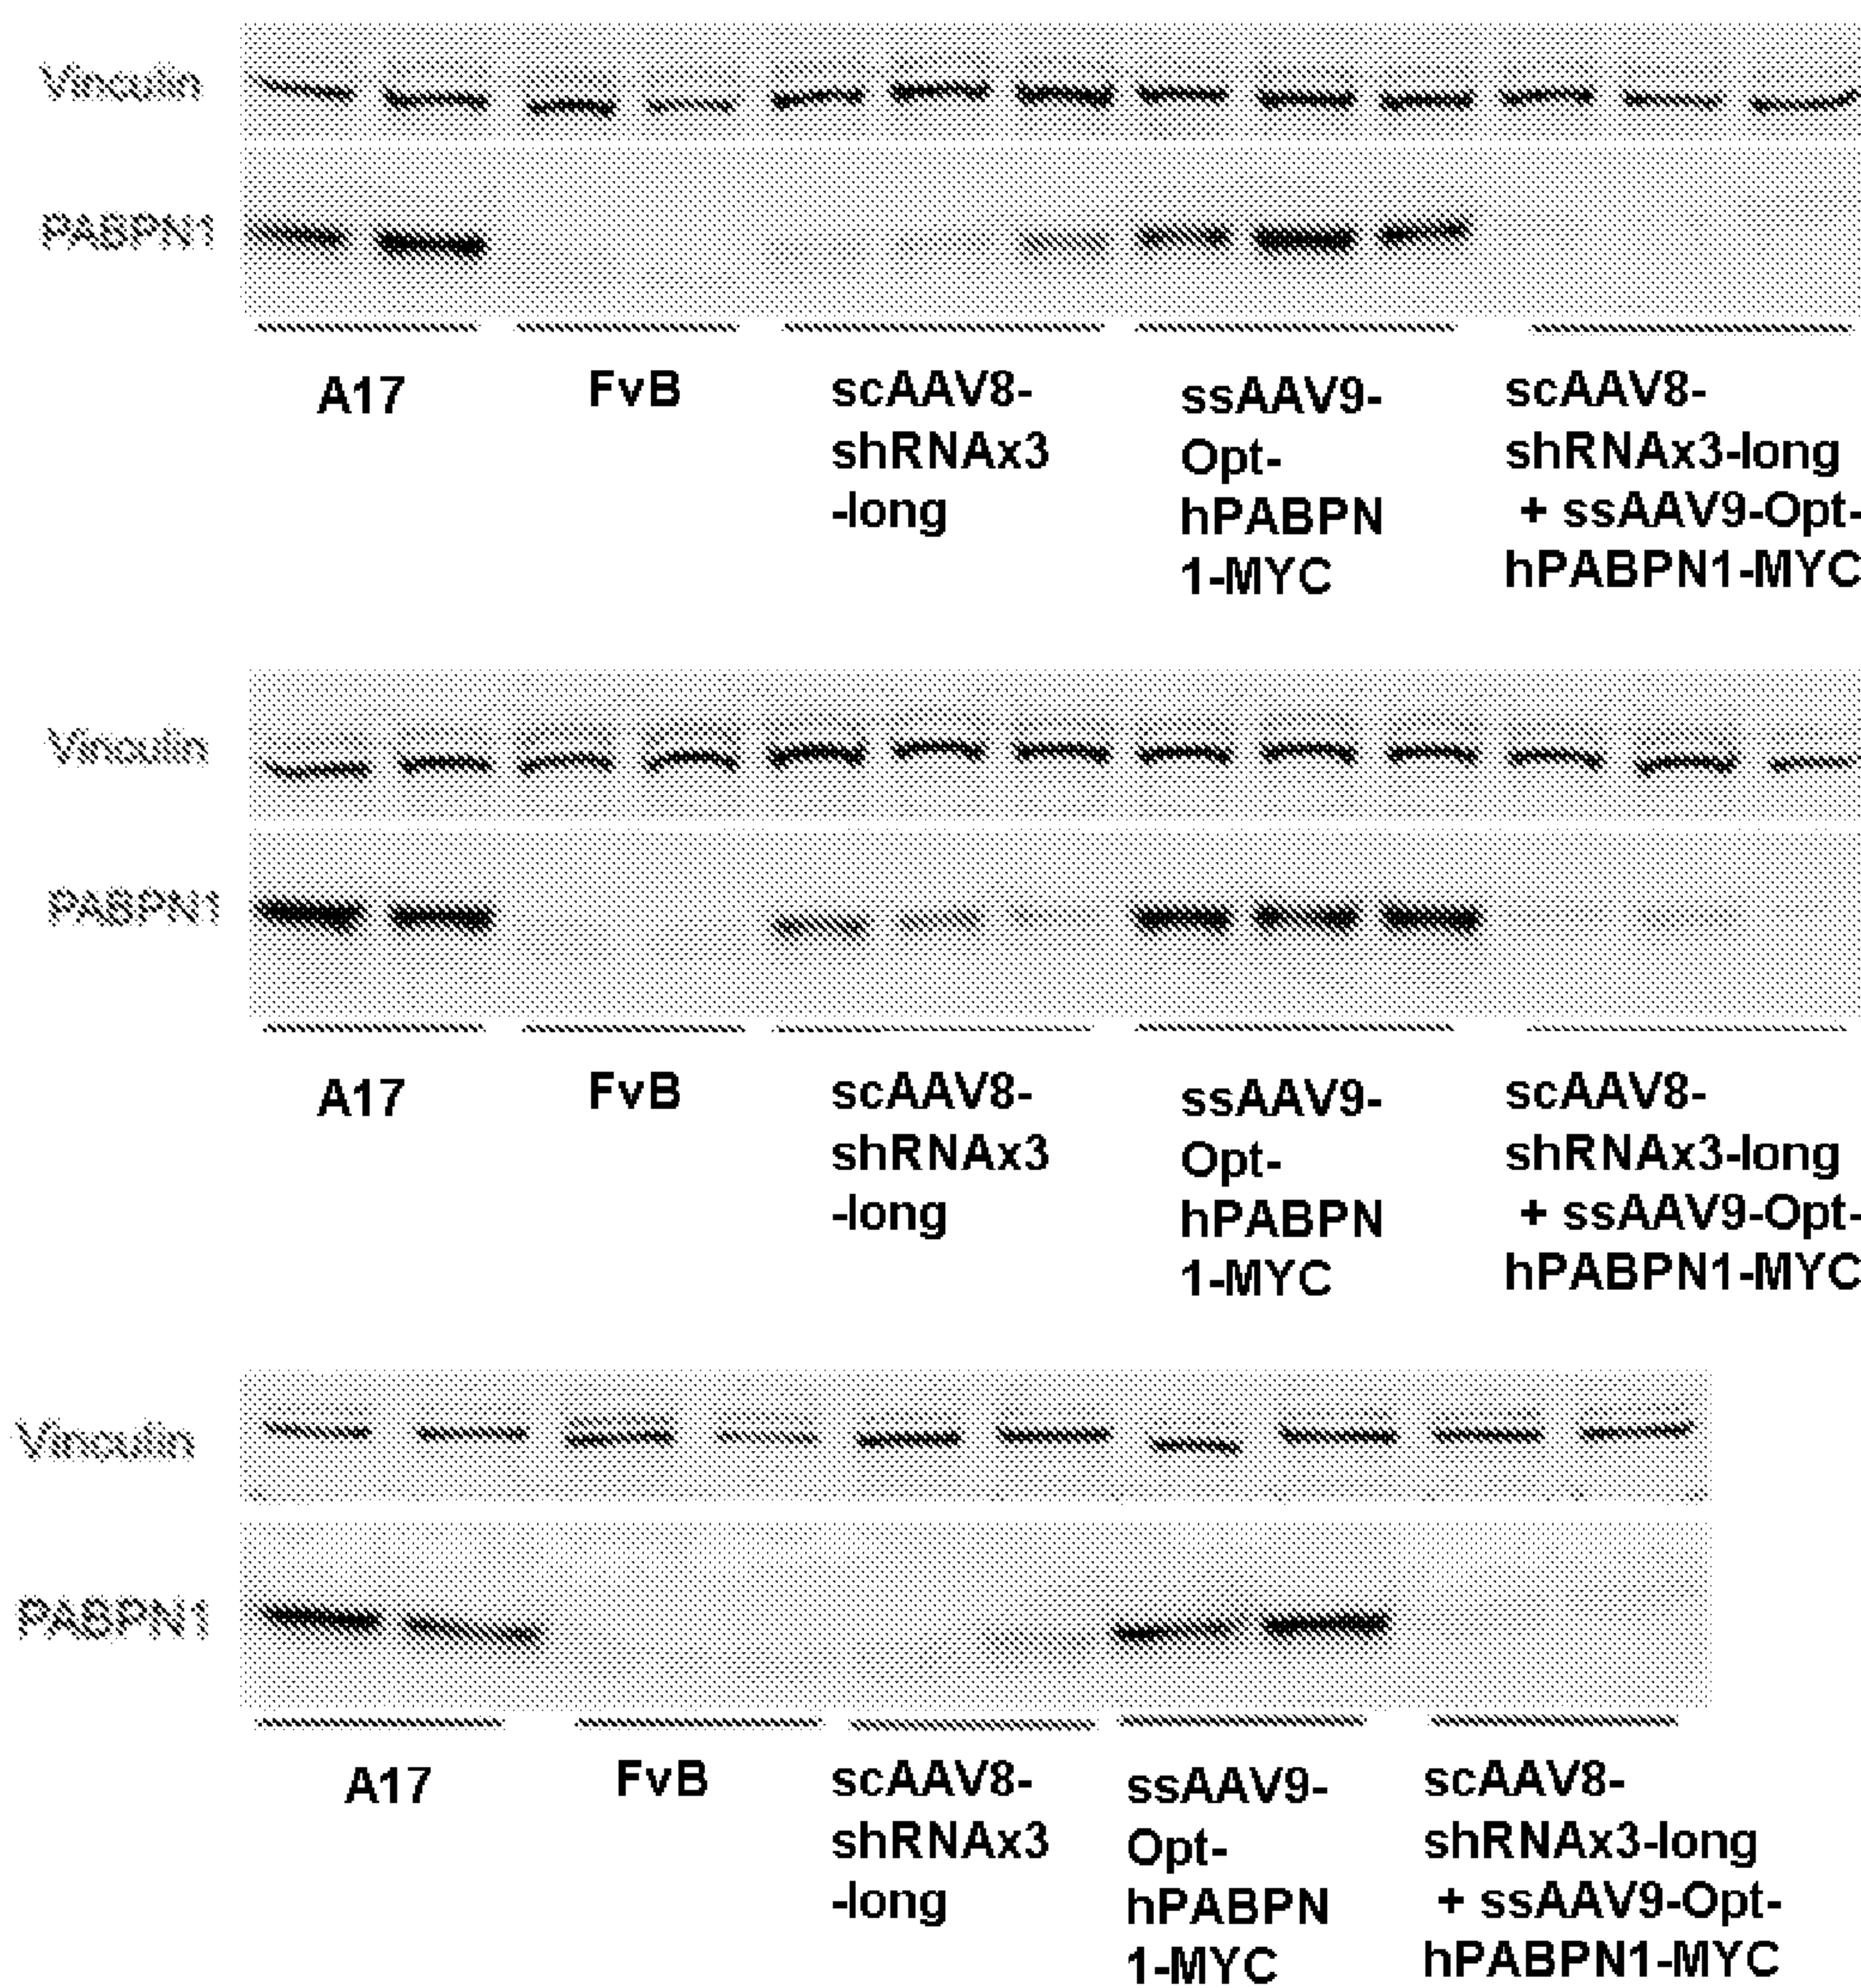 Vinculin
PABPN1
A17
FvB
scAAV8-
shRNAx3
-long
ssAAV9-
Opt-
hPABPN
1-MYC
scAAV8-
shRNAx3-long
+ ssAAV9-Opt-
hPABPN1-MYC
Vinculin
PABPN1
A17
FvB
scAAV8-
shRNAx3
-long
ssAAV9-
Opt-
hPABPN
1-MYC
scAAV8-
shRNAx3-long
+ ssAAV9-Opt-
hPABPN1-MYC
Vinculin
PABPN1
A17
FvB
scAAV8-
shRNAx3
-long
ssAAV9-
Opt-
hPABPN
1-MYC
scAAV8-
shRNAx3-long
+ ssAAV9-Opt-
hPABPN1-MYC